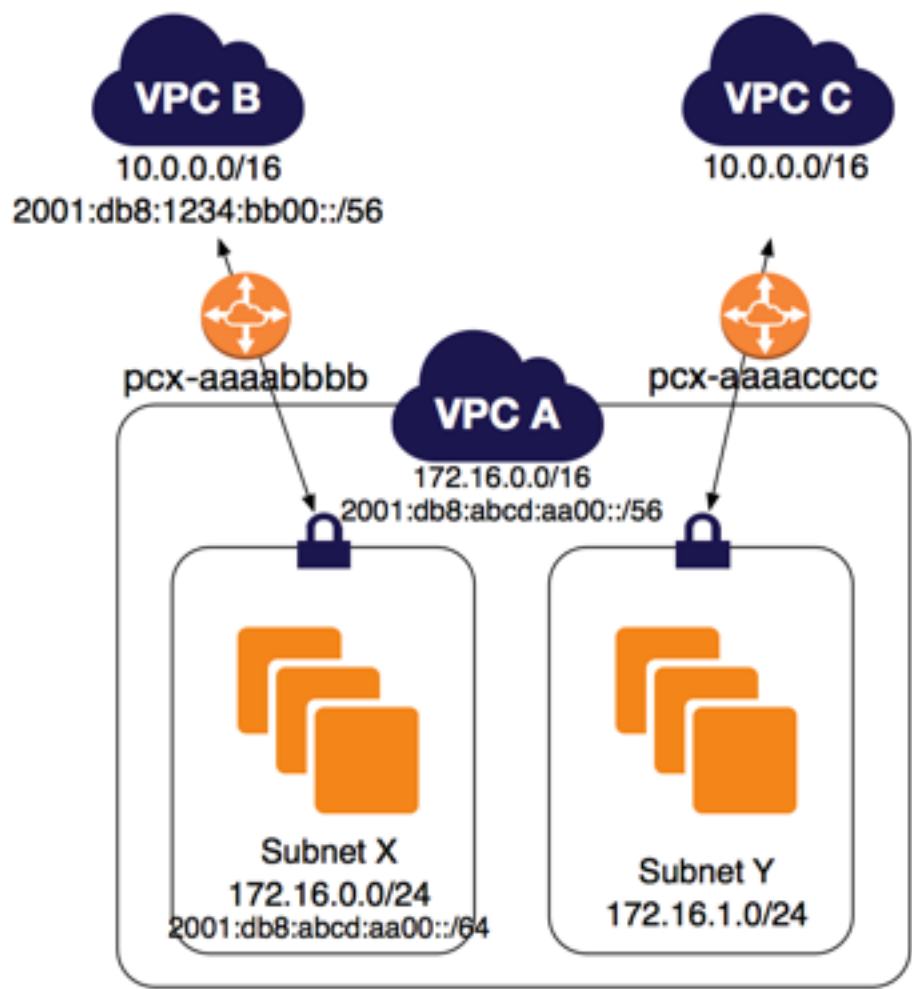 VPC B
10.0.0.0/16
2001:db8:1234:bb00::/56
VPC C
10.0.0.0/16
pcx-aaaabbbb
pcx-aaaacccc
VPC A
172.16.0.0/16
2001:db8:abcd:aa00::/56
Subnet X
172.16.0.0/24
2001:db8:abcd:aa00::/64
Subnet Y
172.16.1.0/24